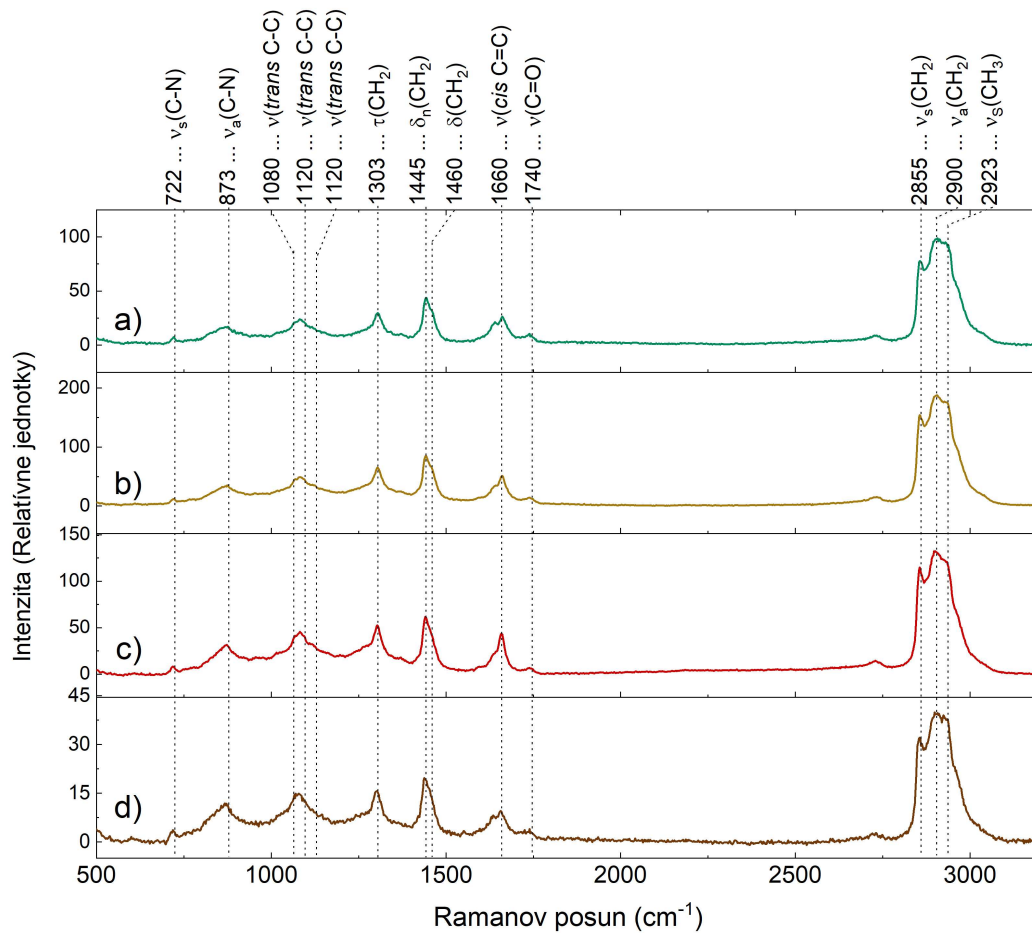 722 ... νs(C-N)
873 ... νa(C-N)
1080 ... ν(trans C-C)
1120 ... ν(trans C-C)
1120 ... ν(trans C-C)
1303 ... τ(CH2)
1445 ... δn(CH2)
1460 ... δ(CH2)
1660 ... ν(cis C=C)
1740 ... ν(C=O)
2855 ... νs(CH2)
2900 ... νa(CH2)
2923 ... νS(CH3)
Intenzita (Relatívne jednotky)
100
50
0
a)
200
100
0
b)
150
100
50
0
c)
45
30
15
0
d)
500 1000 1500 2000 2500 3000
Ramanov posun (cm-1)